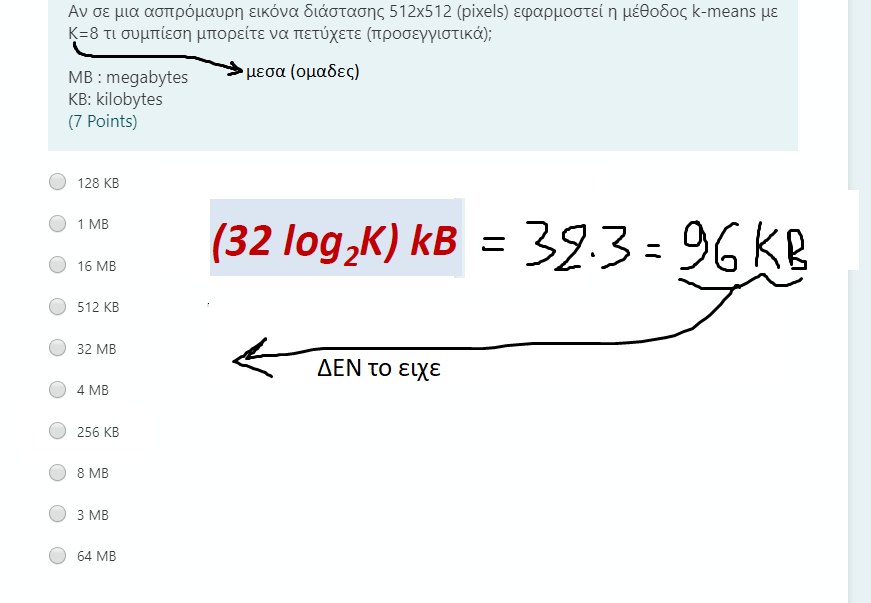 Αν σε μια ασπρόμαυρη εικόνα διάστασης 512x512 (pixels) εφαρμοστεί η μέθοδος k-means με
K=8 τι συμπίεση μπορείτε να πετύχετε (προσεγγιστικά);
μεσα (ομαδες)
MB : megabytes
KB: kilobytes
(7 Points)
128 KB
1 MB
(32 log₂K) kB = 32.3 = 96 KB
16 MB
512 KB
32 MB
ΔΕΝ το ειχε
4 MB
256 KB
8 MB
3 MB
64 MB